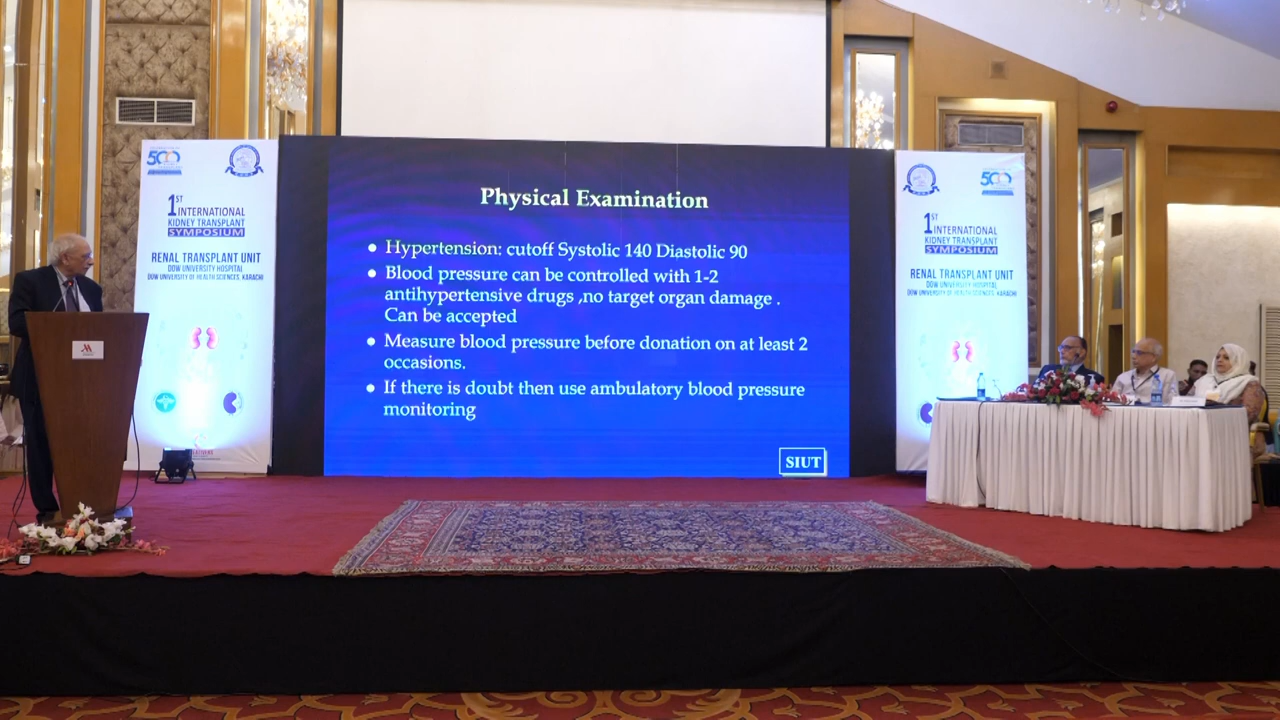 500
1ST
INTERNATIONAL
KIDNEY TRANSPLANT
SYMPOSIUM
RENAL TRANSPLANT UNIT
DOW UNIVERSITY HOSPITAL
DOW UNIVERSITY OF HEALTH SCIENCES, KARACHI
Physical Examination
● Hypertension: cutoff Systolic 140 Diastolic 90
● Blood pressure can be controlled with 1-2
antihypertensive drugs ,no target organ damage .
Can be accepted
● Measure blood pressure before donation on at least 2
occasions.
● If there is doubt then use ambulatory blood pressure
monitoring
SIUT
500
1ST
INTERNATIONAL
KIDNEY TRANSPLANT
SYMPOSIUM
RENAL TRANSPLANT UNIT
DOW UNIVERSITY HOSPITAL
DOW UNIVERSITY OF HEALTH SCIENCES, KARACHI